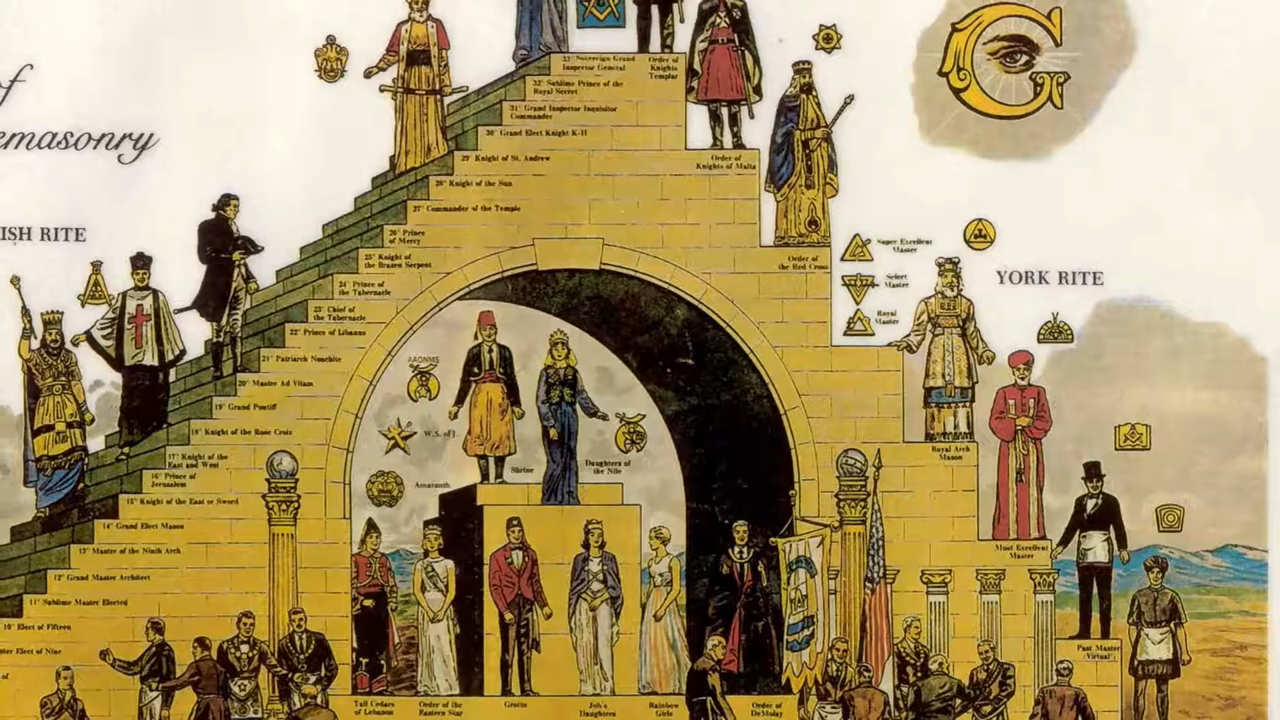 of
emasonry
ISH RITE
YORK RITE
G
33° Sovereign Grand
Inspector General
Order of
Knights
Templar
32° Sublime Prince of the
Royal Secret
31° Grand Inspector Inquisitor
Commander
30° Grand Elect Knight K-H
29° Knight of St. Andrew
28° Knight of the Sun
27° Commander of the Temple
26° Prince
of Mercy
25° Knight of
the Brazen Serpent
24° Prince of
the Tabernacle
23° Chief of
the Tabernacle
22° Prince of Libanus
21° Patriarch Noachite
20° Master Ad Vitam
19° Grand Pontiff
18° Knight of the Rose Croix
17° Knight of the
East and West
16° Prince of
Jerusalem
15° Knight of the East or Sword
14° Grand Elect Mason
13° Master of the Ninth Arch
12° Grand Master Architect
11° Sublime Master Elected
10° Elect of Fifteen
ster Elect of Nine
of
Order of
Knights of Malta
Order of
the Red Cross
Super Excellent
Master
Select
Master
Royal
Master
Royal Arch
Mason
Most Excellent
Master
Past Master
(Virtual)
AAONMS
W.S. of J.
Amaranth
Shrine
Daughters of
the Nile
Tall Cedars
of Lebanon
Order of the
Eastern Star
Grotto
Job's
Daughters
Rainbow
Girls
Order of
DeMolay